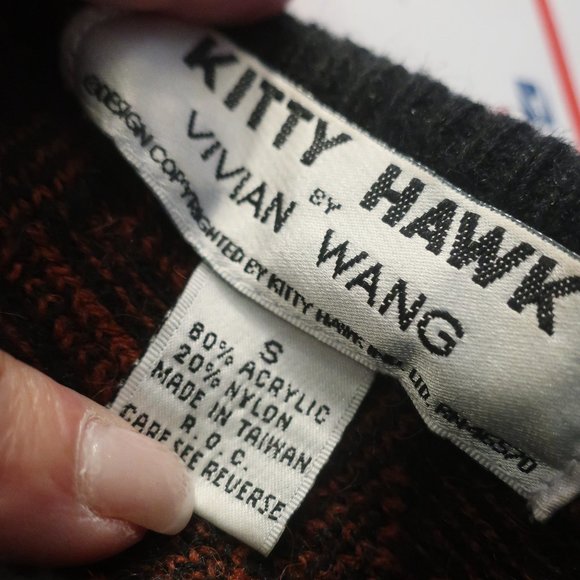 KITTY HAWK
BY
VIVIAN WANG
©DESIGN COPYRIGHTED BY KITTY HAWK LTD.
S
80% ACRYLIC
20% NYLON
MADE IN TAIWAN
R.O.C.
CARE SEE REVERSE